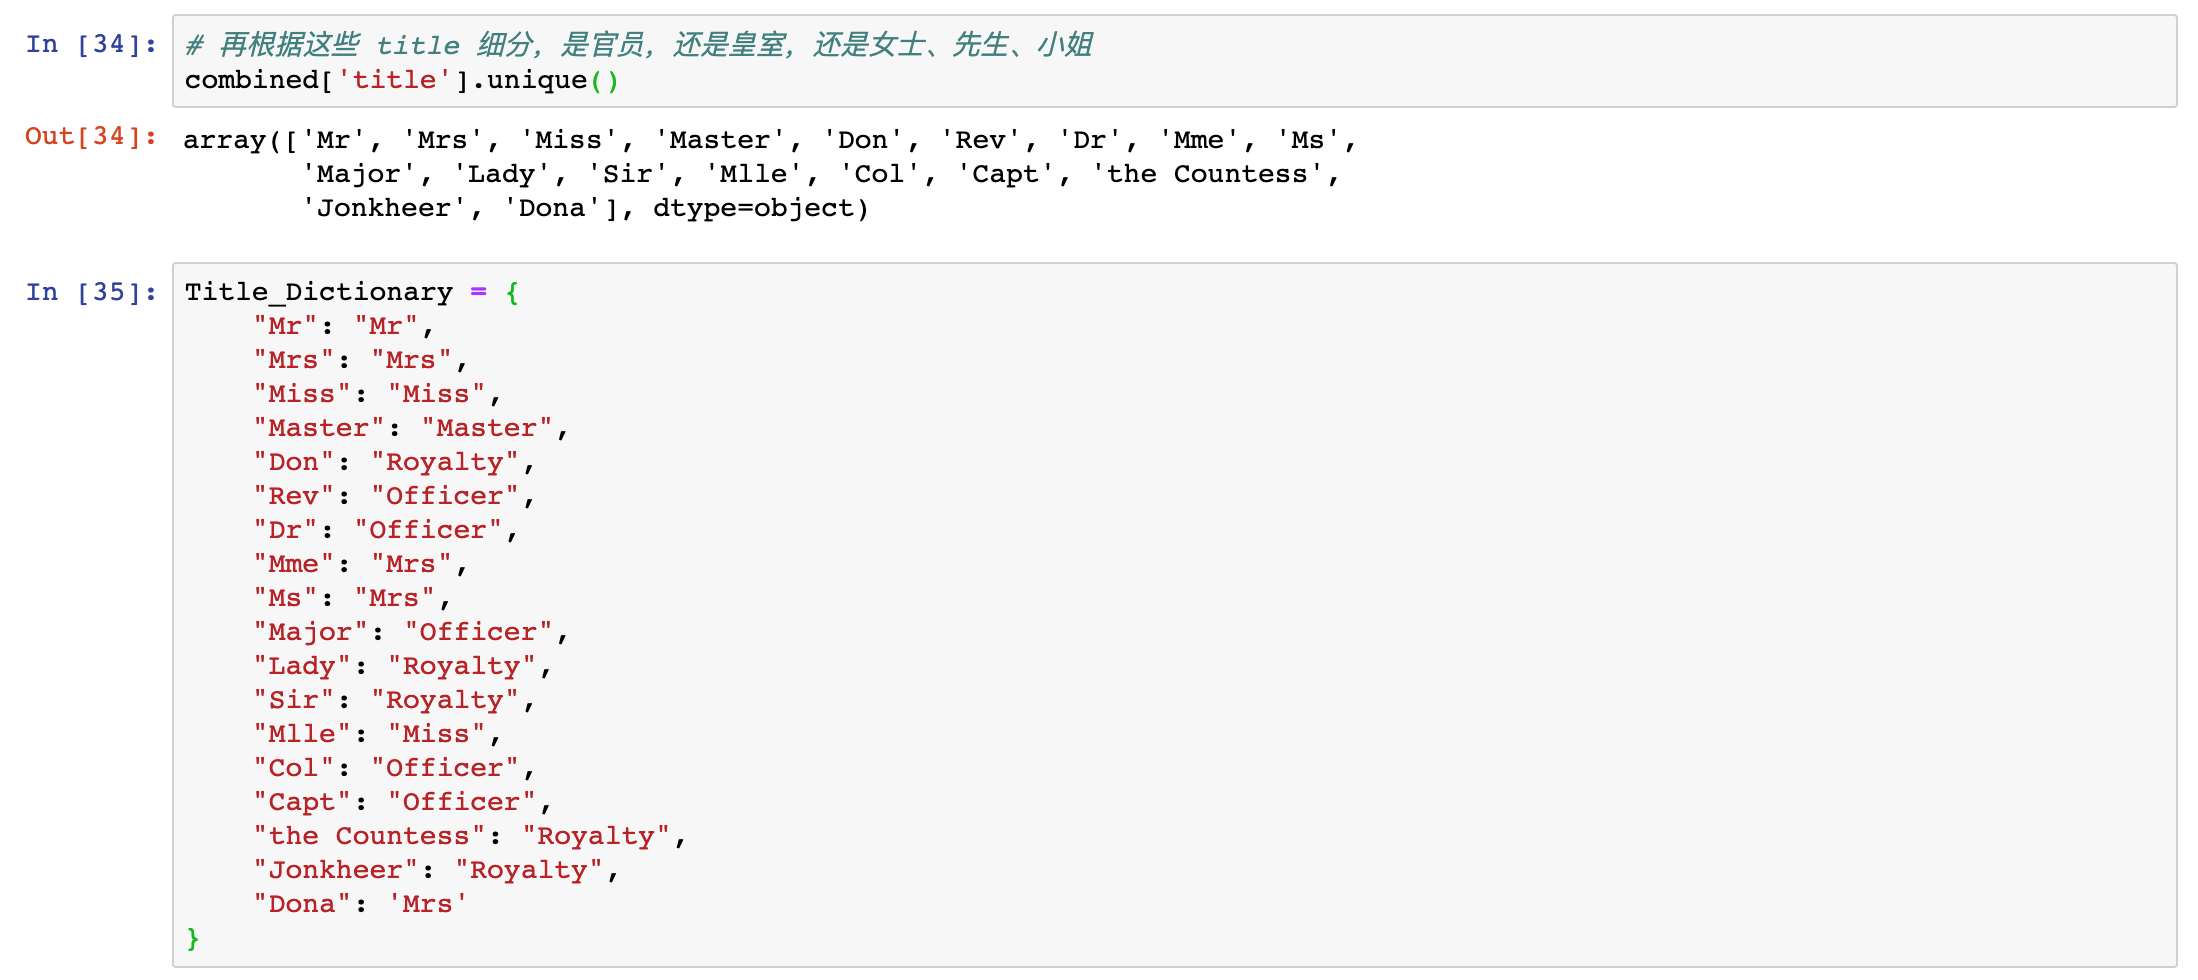 In [34]:
# 再根据这些 title 细分，是官员，还是皇室，还是女士、先生、小姐
combined['title'].unique()
Out[34]:
array(['Mr', 'Mrs', 'Miss', 'Master', 'Don', 'Rev', 'Dr', 'Mme', 'Ms',
       'Major', 'Lady', 'Sir', 'Mlle', 'Col', 'Capt', 'the Countess',
       'Jonkheer', 'Dona'], dtype=object)
In [35]:
Title_Dictionary = {
    "Mr": "Mr",
    "Mrs": "Mrs",
    "Miss": "Miss",
    "Master": "Master",
    "Don": "Royalty",
    "Rev": "Officer",
    "Dr": "Officer",
    "Mme": "Mrs",
    "Ms": "Mrs",
    "Major": "Officer",
    "Lady": "Royalty",
    "Sir": "Royalty",
    "Mlle": "Miss",
    "Col": "Officer",
    "Capt": "Officer",
    "the Countess": "Royalty",
    "Jonkheer": "Royalty",
    "Dona": 'Mrs'
}